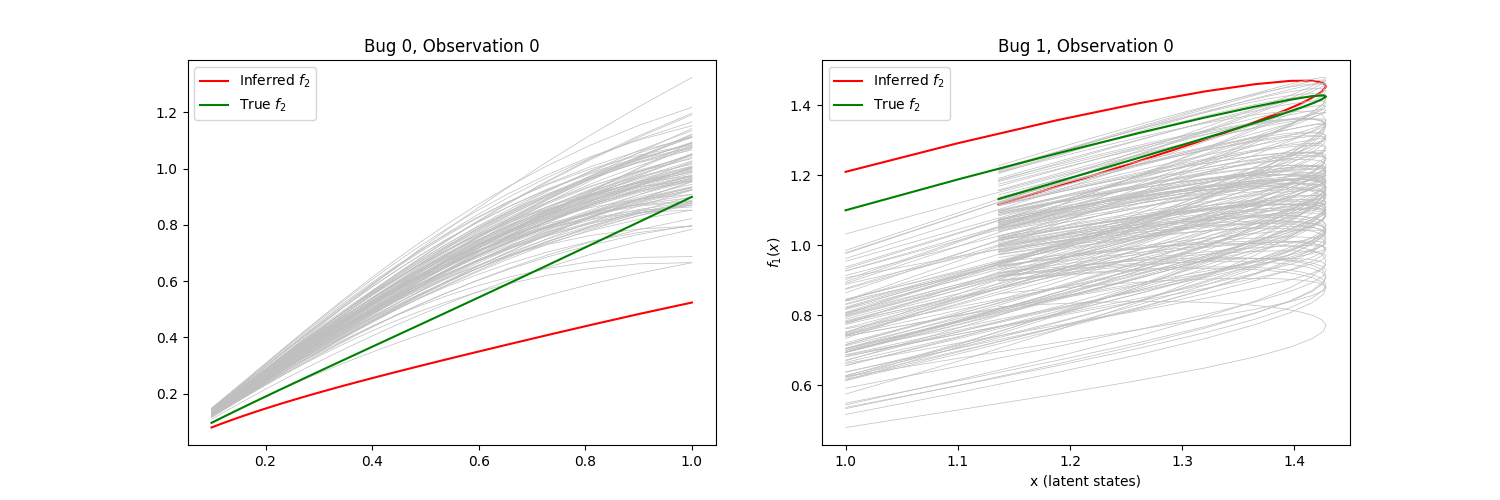 Bug 0, Observation 0
Inferred f₂
True f₂
1.2
1.0
0.8
0.6
0.4
0.2
0.2 0.4 0.6 0.8 1.0
Bug 1, Observation 0
Inferred f₂
True f₂
f₁(x)
1.4
1.2
1.0
0.8
0.6
1.0 1.1 1.2 1.3 1.4
x (latent states)